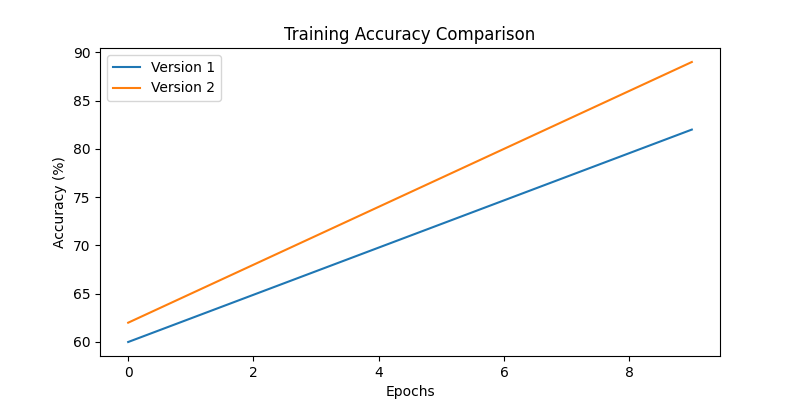 Training Accuracy Comparison
Version 1
Version 2
Accuracy (%)
90
85
80
75
70
65
60
0 2 4 6 8
Epochs